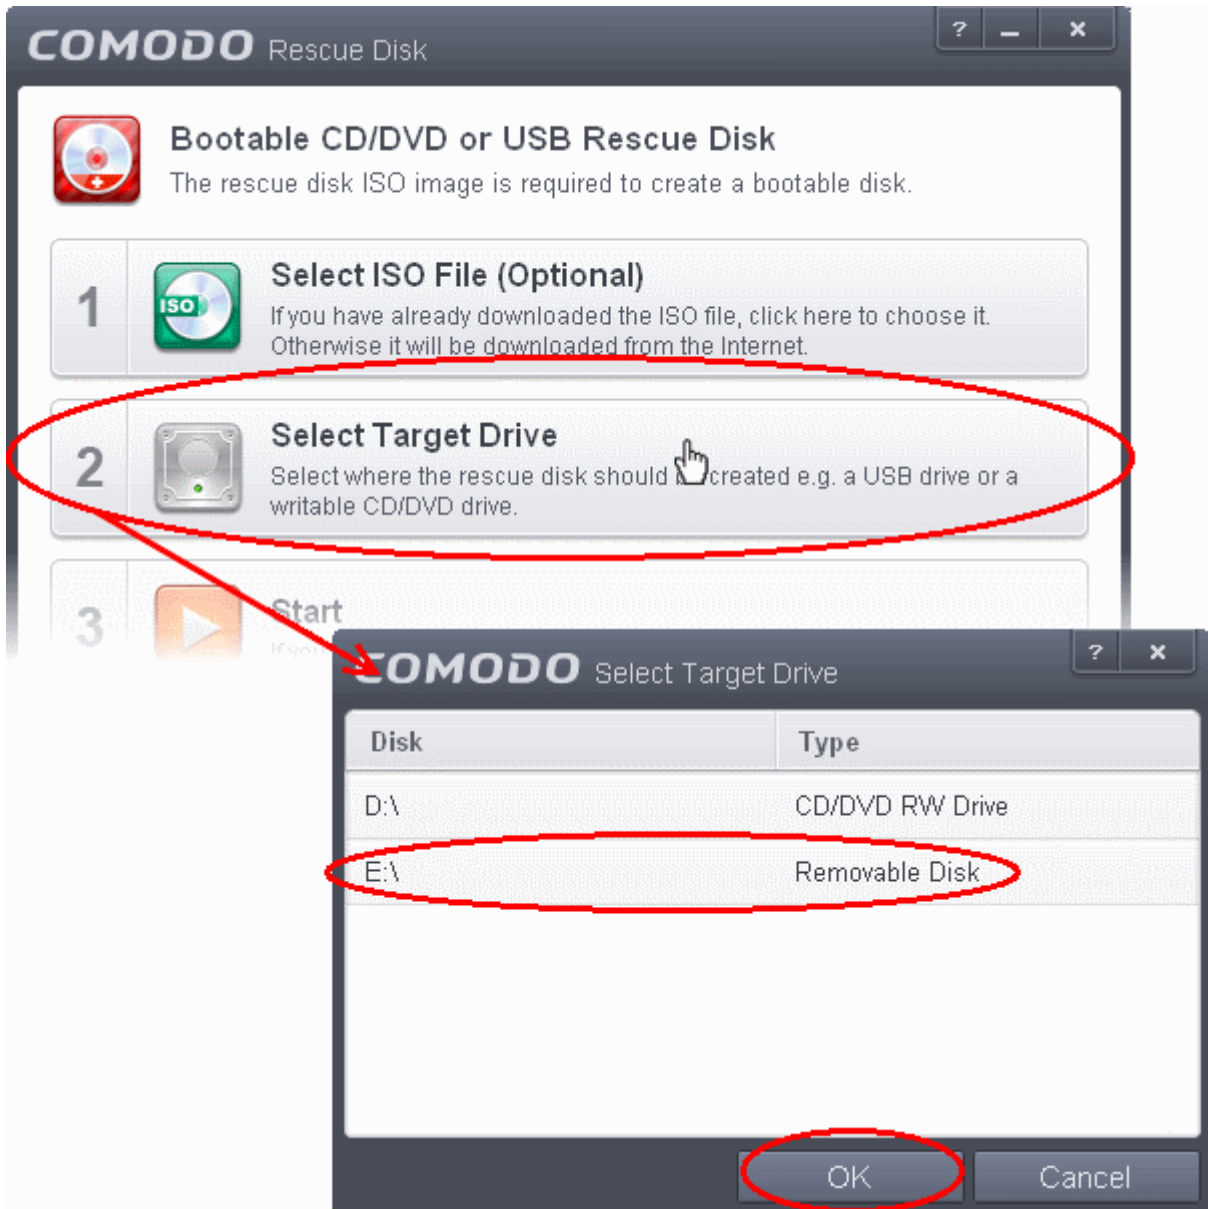 COMODO Rescue Disk
?
Bootable CD/DVD or USB Rescue Disk
The rescue disk ISO image is required to create a bootable disk.
1
ISO
Select ISO File (Optional)
If you have already downloaded the ISO file, click here to choose it.
Otherwise it will be downloaded from the Internet.
2
Select Target Drive
Select where the rescue disk should created e.g. a USB drive or a
writable CD/DVD drive.
3
Start
If you
COMODO Select Target Drive
?
Disk Type
D:\ CD/DVD RW Drive
E:\ Removable Disk
OK Cancel